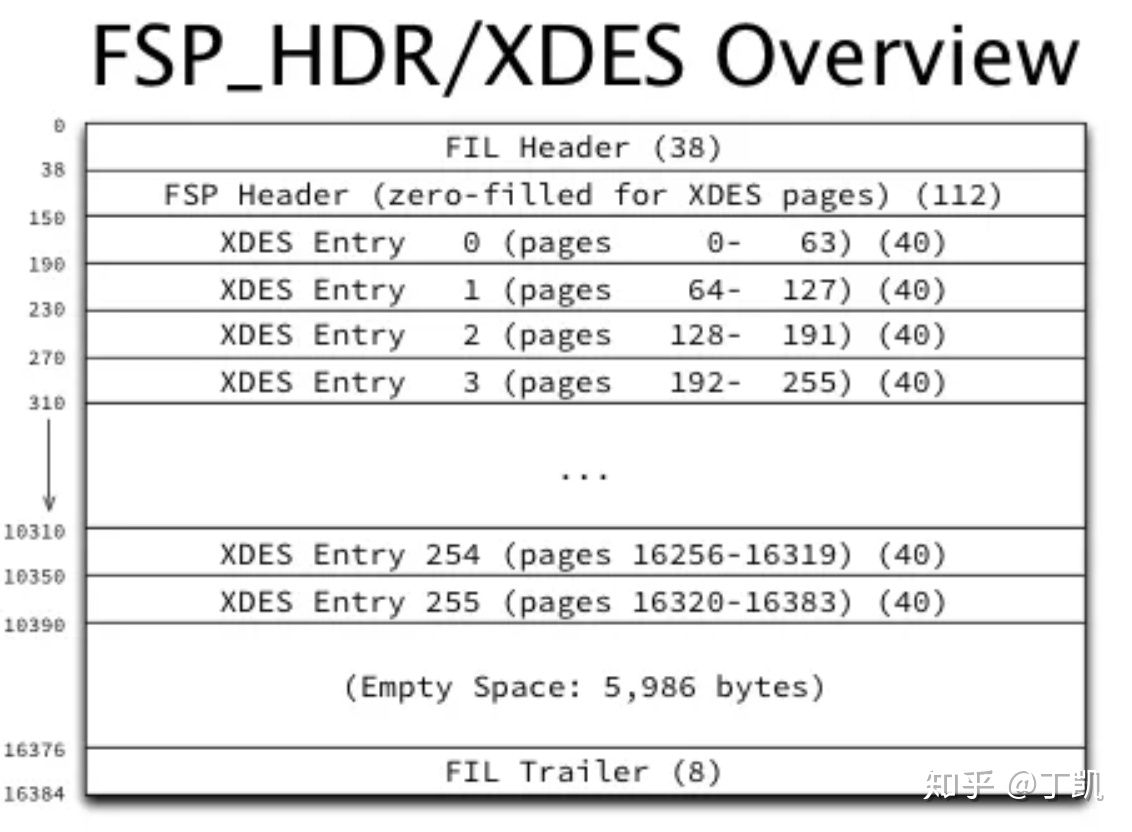 FSP_HDR/XDES Overview
0
FIL Header (38)
38
FSP Header (zero-filled for XDES pages) (112)
150
XDES Entry 0 (pages 0- 63) (40)
190
XDES Entry 1 (pages 64- 127) (40)
230
XDES Entry 2 (pages 128- 191) (40)
270
XDES Entry 3 (pages 192- 255) (40)
310
...
10310
XDES Entry 254 (pages 16256-16319) (40)
10350
XDES Entry 255 (pages 16320-16383) (40)
10390
(Empty Space: 5,986 bytes)
16376
FIL Trailer (8)
16384
知乎 @丁凯